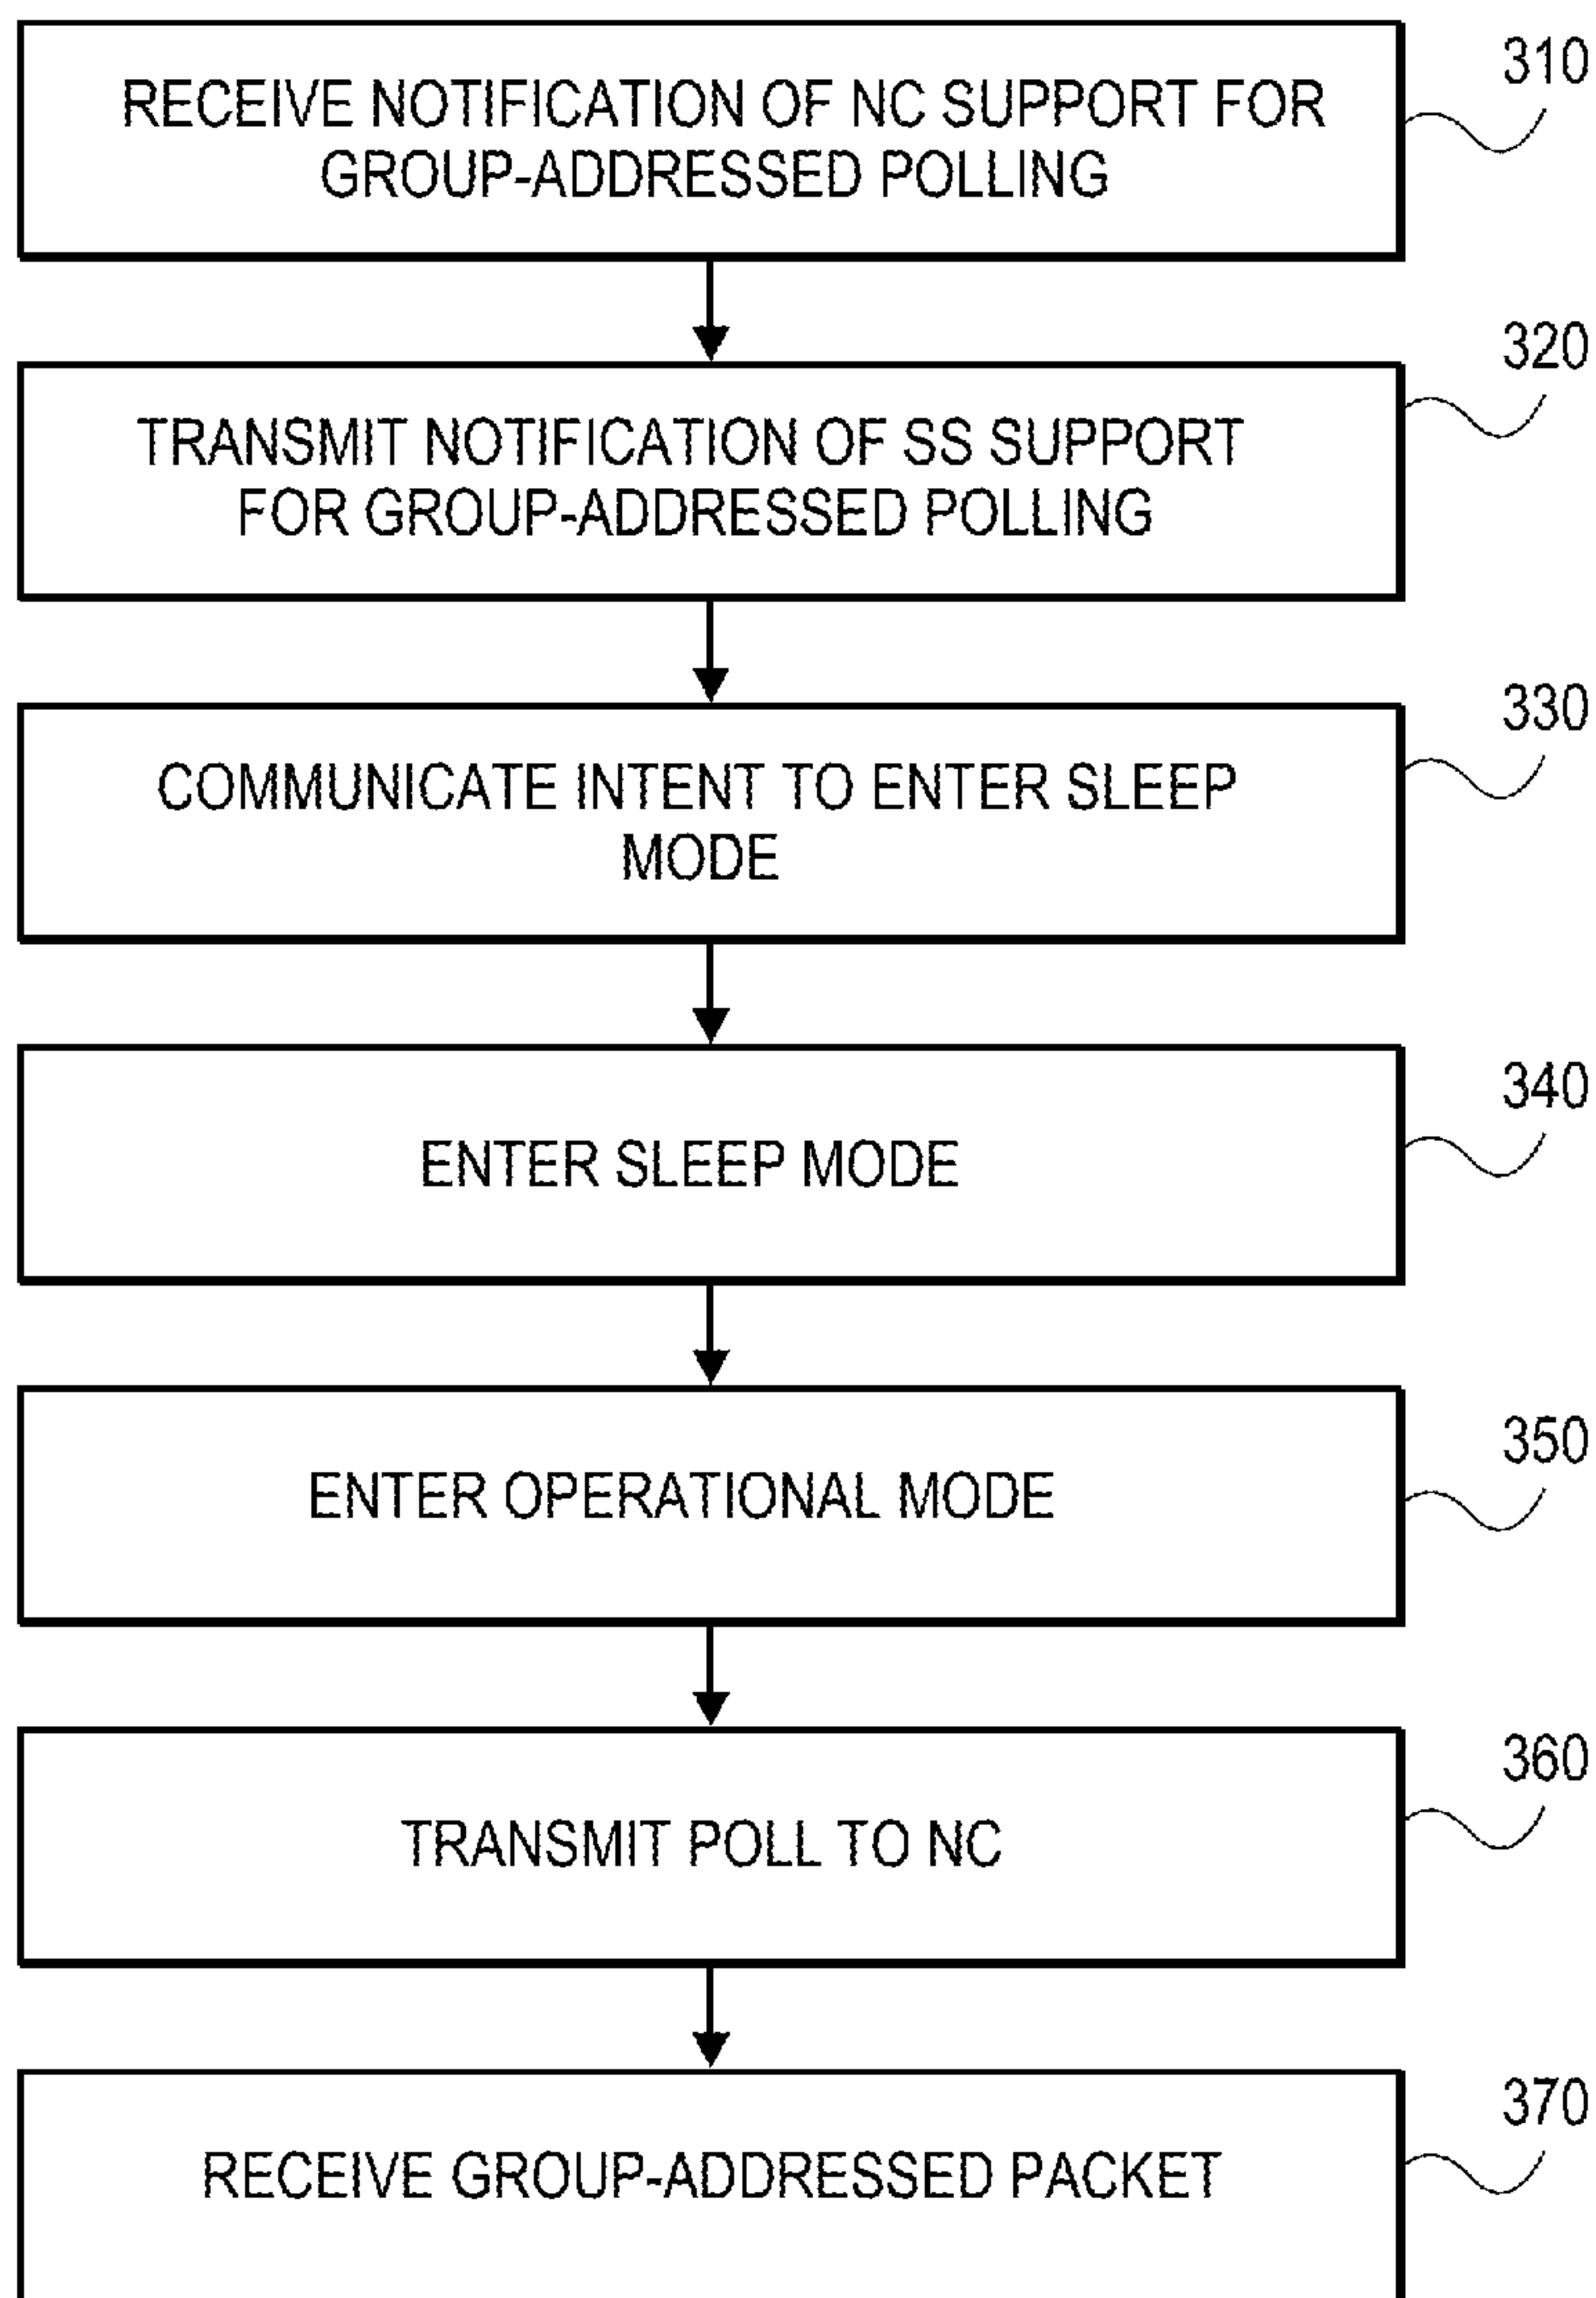 310
RECEIVE NOTIFICATION OF NC SUPPORT FOR
GROUP-ADDRESSED POLLING
320
TRANSMIT NOTIFICATION OF SS SUPPORT
FOR GROUP-ADDRESSED POLLING
330
COMMUNICATE INTENT TO ENTER SLEEP
MODE
340
ENTER SLEEP MODE
350
ENTER OPERATIONAL MODE
360
TRANSMIT POLL TO NC
370
RECEIVE GROUP-ADDRESSED PACKET